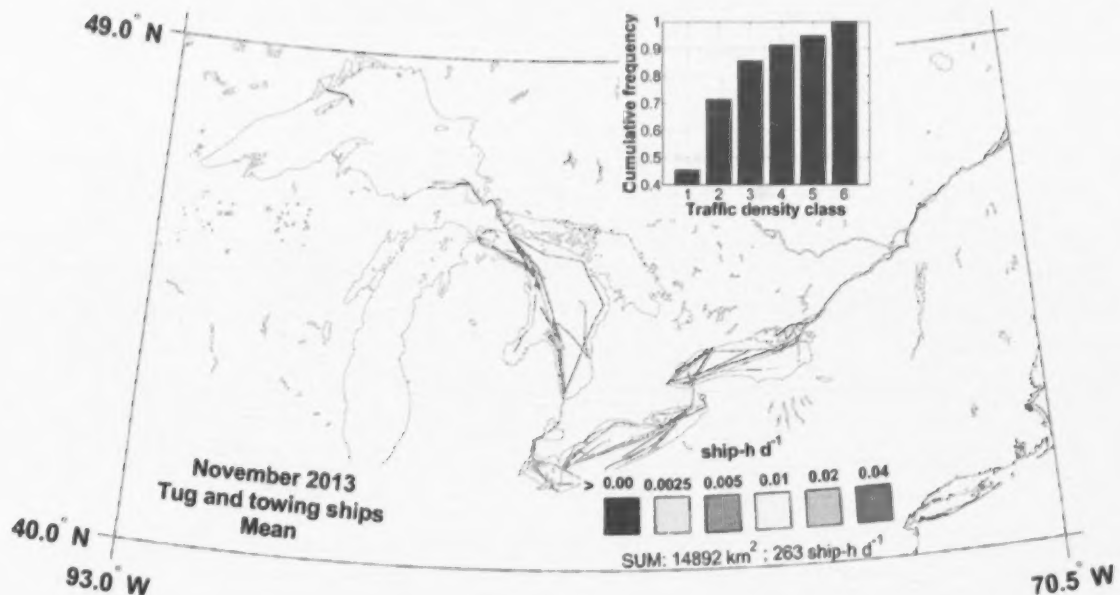 49.0° N
1
0.9
0.8
0.7
0.6
0.5
0.4
Cumulative frequency
1 2 3 4 5 6
Traffic density class
November 2013
Tug and towing ships
Mean
ship-h d⁻¹
> 0.00 0.0025 0.005 0.01 0.02 0.04
SUM: 14892 km² ; 263 ship-h d⁻¹
40.0° N
93.0° W
70.5° W